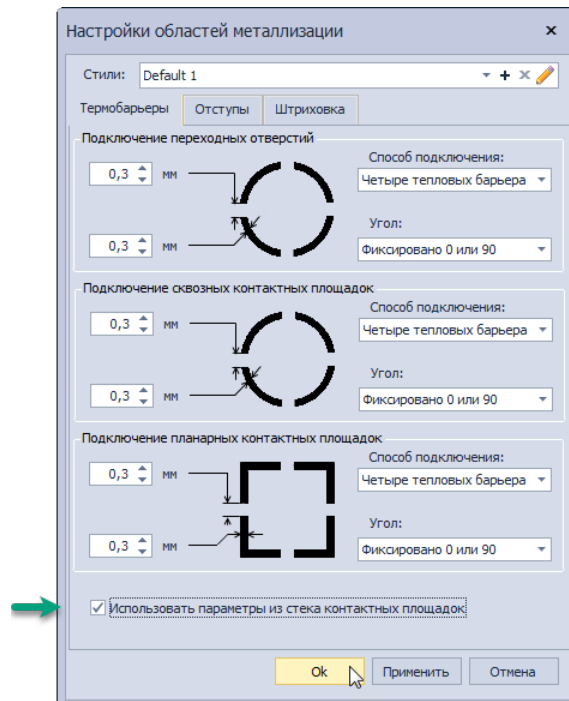 Настройки областей металлизации
Стили: Default 1
Термобарьеры Отступы Штриховка
Подключение переходных отверстий
0,3 мм
Способ подключения:
Четыре тепловых барьера
0,3 мм
Угол:
Фиксировано 0 или 90
Подключение сквозных контактных площадок
0,3 мм
Способ подключения:
Четыре тепловых барьера
0,3 мм
Угол:
Фиксировано 0 или 90
Подключение планарных контактных площадок
0,3 мм
Способ подключения:
Четыре тепловых барьера
0,3 мм
Угол:
Фиксировано 0 или 90
Использовать параметры из стека контактных площадок
Ok Применить Отмена